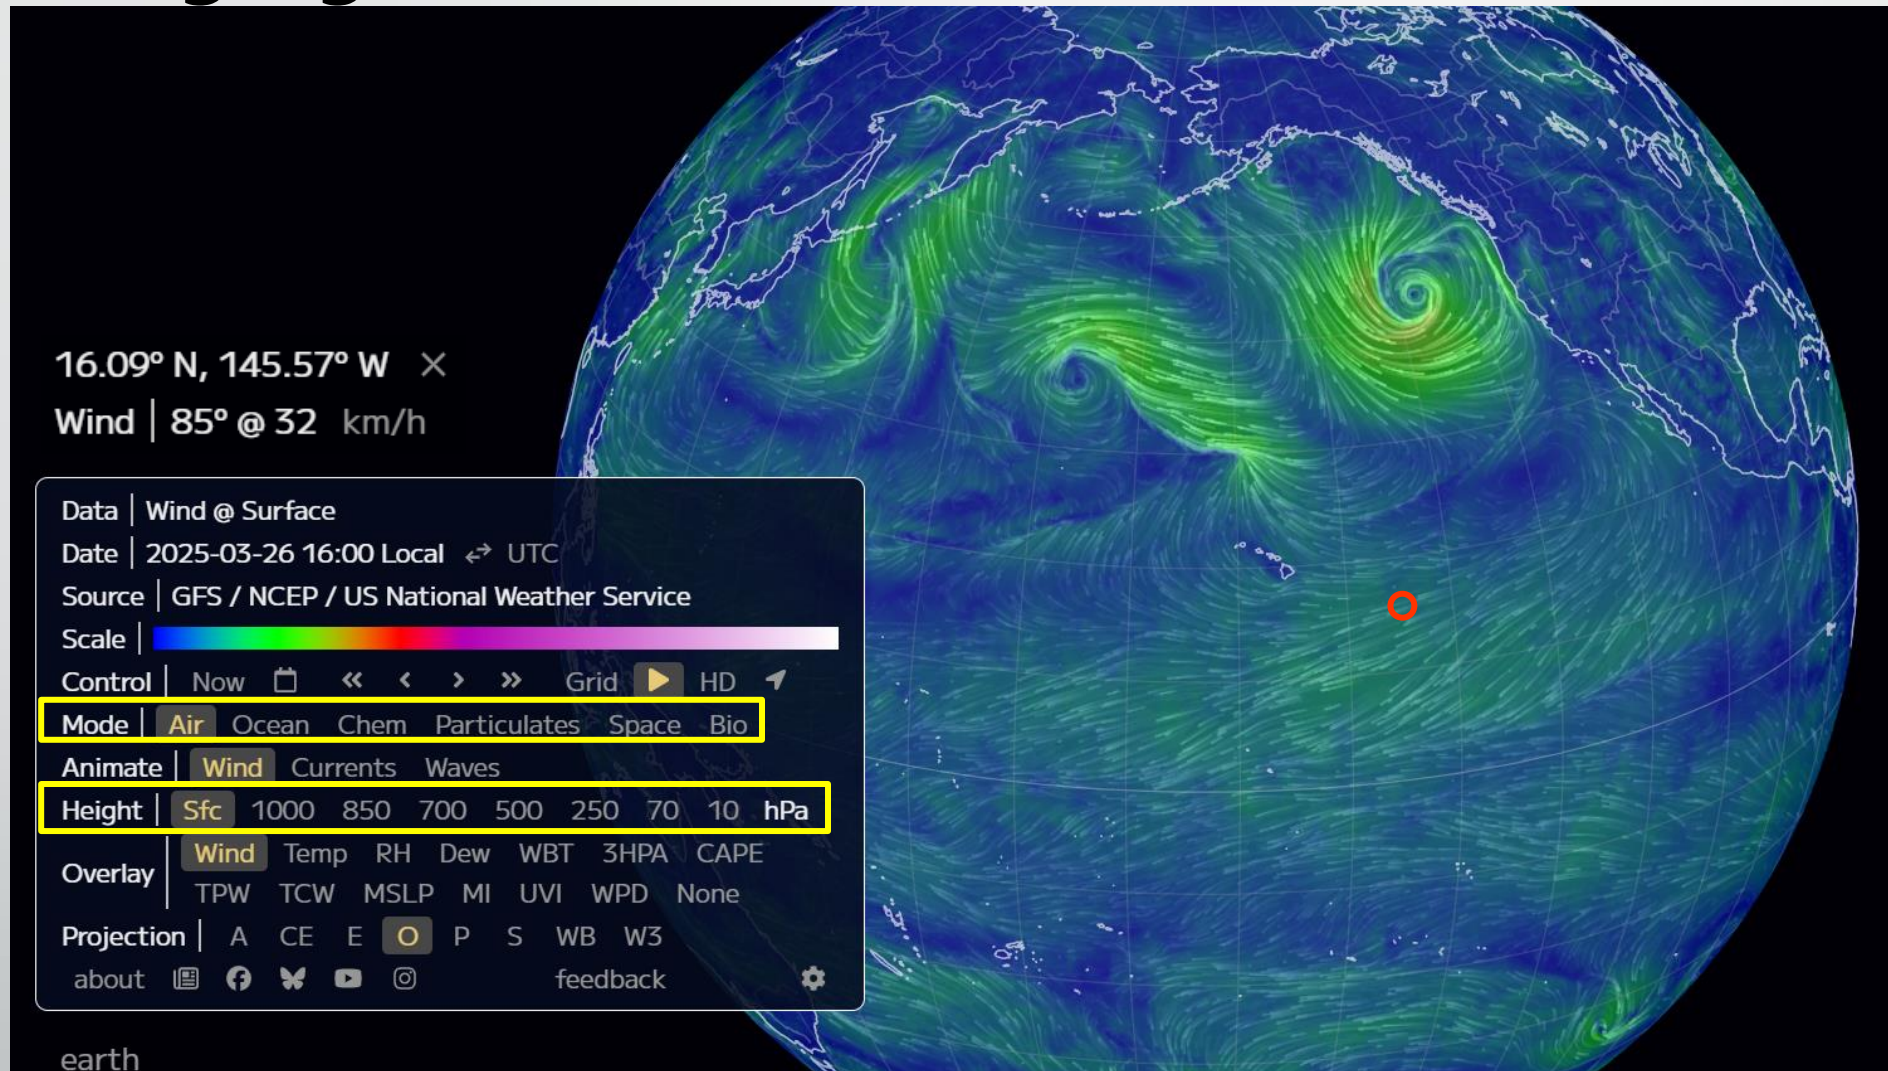 16.09° N, 145.57° W ×
Wind | 85° @ 32 km/h
Data | Wind @ Surface
Date | 2025-03-26 16:00 Local ⇄ UTC
Source | GFS / NCEP / US National Weather Service
Scale |
Control | Now « ‹ › » Grid HD
Mode | Air Ocean Chem Particulates Space Bio
Animate | Wind Currents Waves
Height | Sfc 1000 850 700 500 250 70 10 hPa
Overlay | Wind Temp RH Dew WBT 3HPA CAPE
TPW TCW MSLP MI UVI WPD None
Projection | A CE E O P S WB W3
about feedback
earth